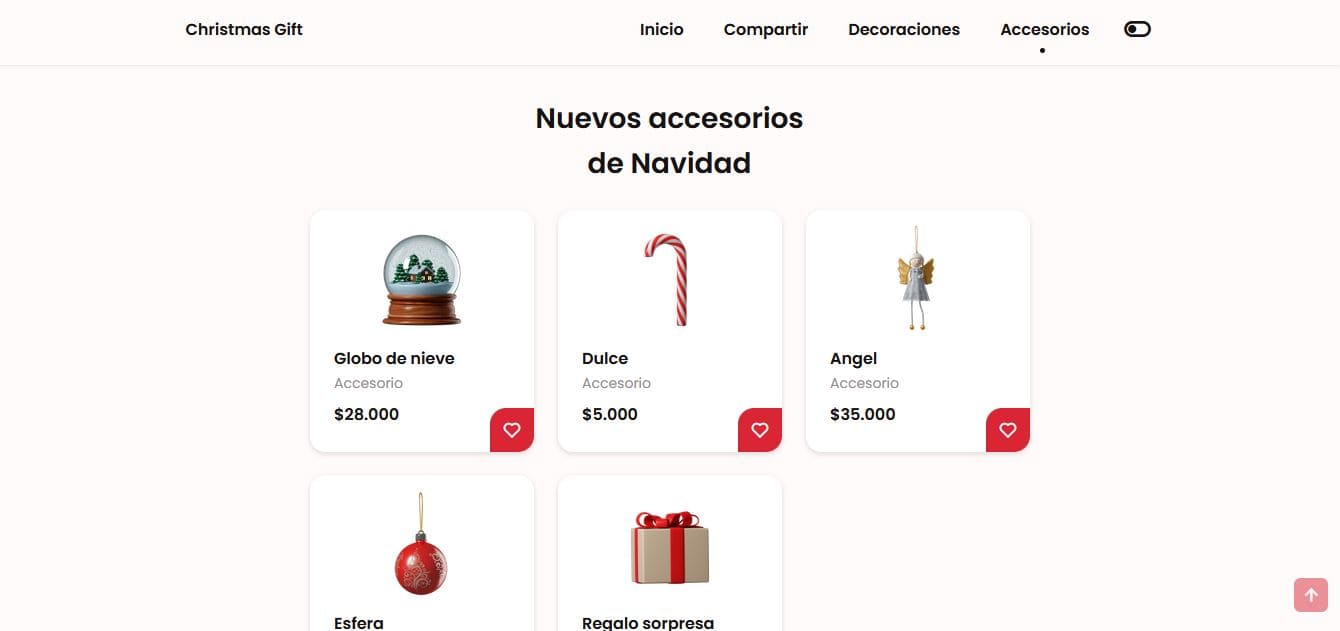 Christmas Gift
Inicio
Compartir
Decoraciones
Accesorios
Nuevos accesorios
de Navidad
Globo de nieve
Accesorio
$28.000
Dulce
Accesorio
$5.000
Angel
Accesorio
$35.000
Esfera
Regalo sorpresa